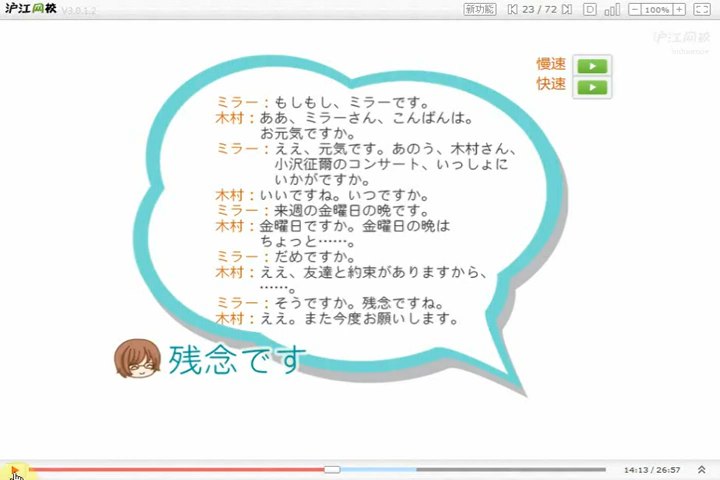 沪江网校 V3.0.1.2
新功能 23 / 72 D 100%
沪江网校
慢速
快速
ミラー：もしもし、ミラーです。
木村：ああ、ミラーさん、こんばんは。
お元気ですか。
ミラー：ええ、元気です。あのう、木村さん、
小沢征爾のコンサート、いっしょに
いかがですか。
木村：いいですね。いつですか。
ミラー：来週の金曜日の晩です。
木村：金曜日ですか。金曜日の晩は
ちょっと……。
ミラー：だめですか。
木村：ええ、友達と約束がありますから、
……。
ミラー：そうですか。残念ですね。
木村：ええ。また今度お願いします。
残念です
14:13 / 26:57